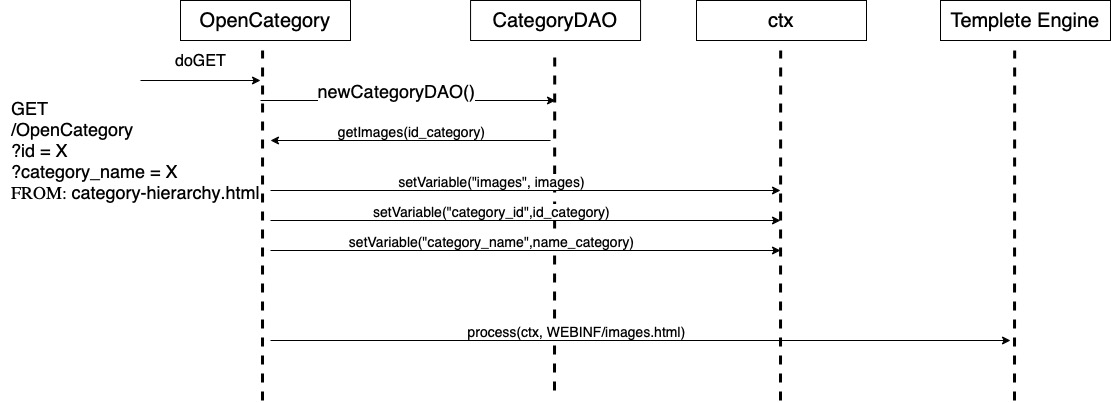 OpenCategory
CategoryDAO
ctx
Templete Engine
doGET
newCategoryDAO()
GET
/OpenCategory
?id = X
?category_name = X
FROM: category-hierarchy.html
getImages(id_category)
setVariable("images", images)
setVariable("category_id",id_category)
setVariable("category_name",name_category)
process(ctx, WEBINF/images.html)